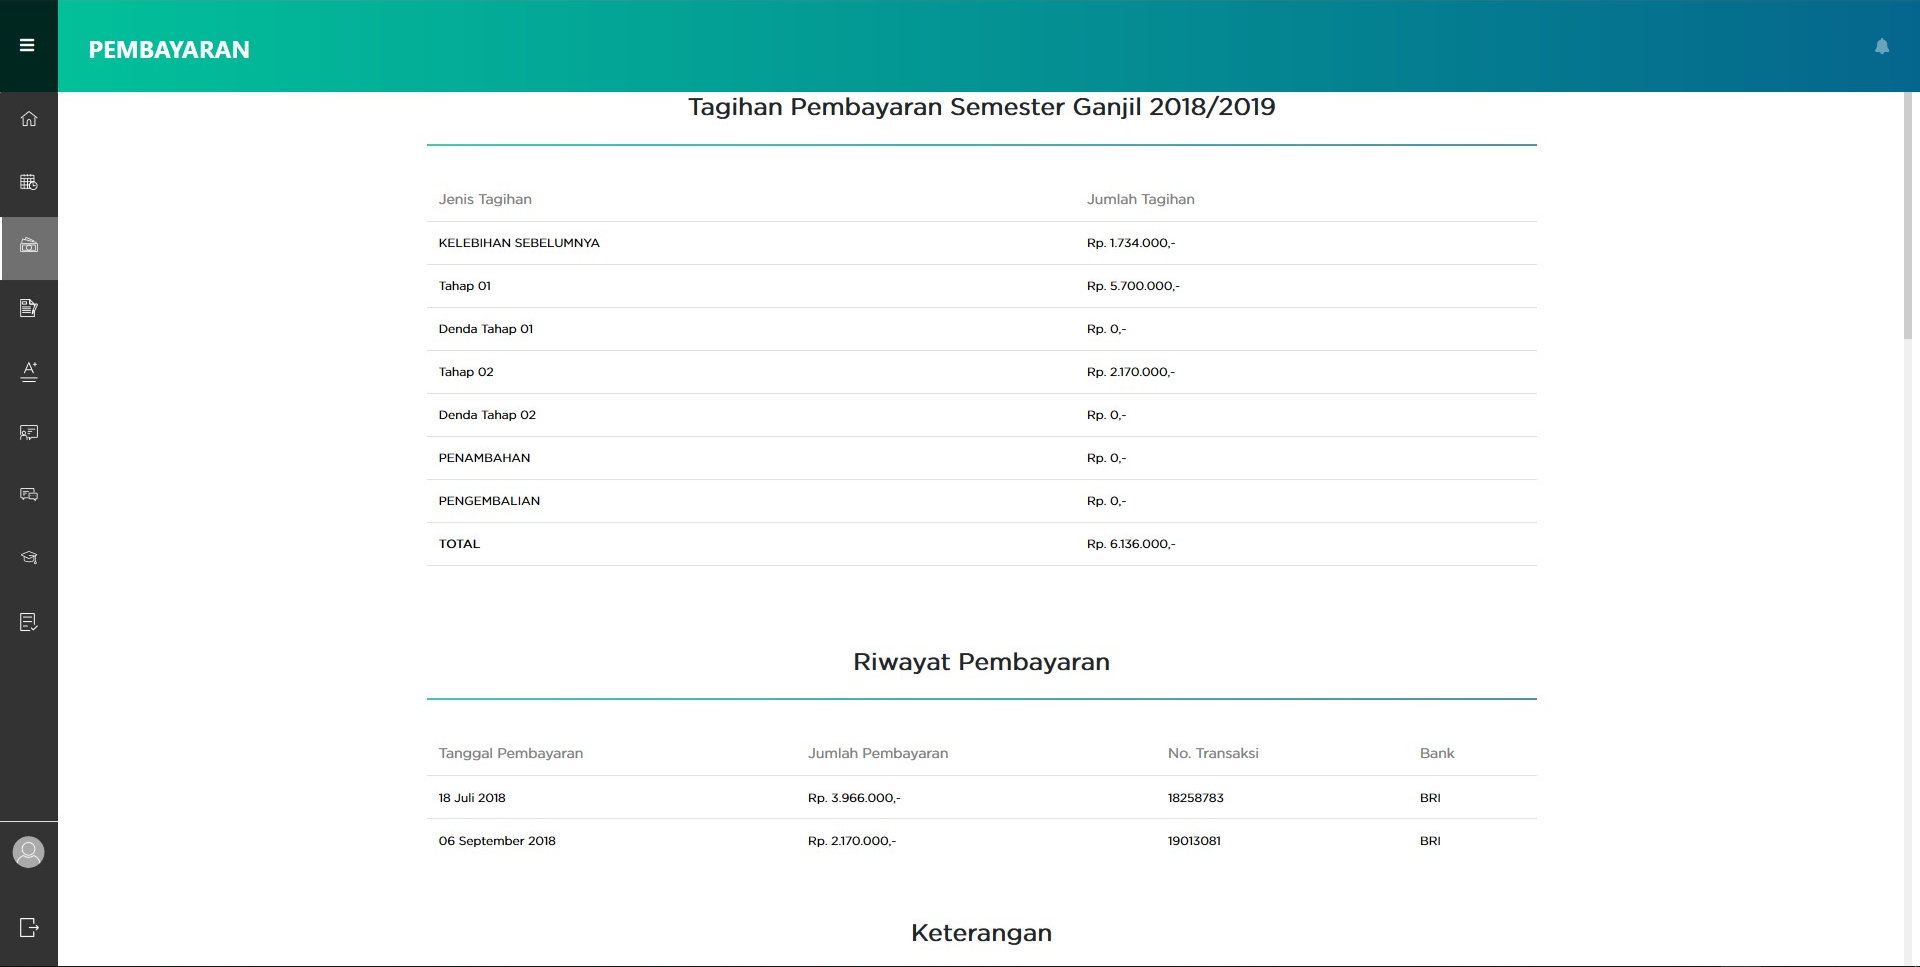 PEMBAYARAN
Tagihan Pembayaran Semester Ganjil 2018/2019
Jenis Tagihan Jumlah Tagihan
KELEBIHAN SEBELUMNYA Rp. 1.734.000,-
Tahap 01 Rp. 5.700.000,-
Denda Tahap 01 Rp. 0,-
Tahap 02 Rp. 2.170.000,-
Denda Tahap 02 Rp. 0,-
PENAMBAHAN Rp. 0,-
PENGEMBALIAN Rp. 0,-
TOTAL Rp. 6.136.000,-
Riwayat Pembayaran
Tanggal Pembayaran Jumlah Pembayaran No. Transaksi Bank
18 Juli 2018 Rp. 3.966.000,- 18258783 BRI
06 September 2018 Rp. 2.170.000,- 19013081 BRI
Keterangan